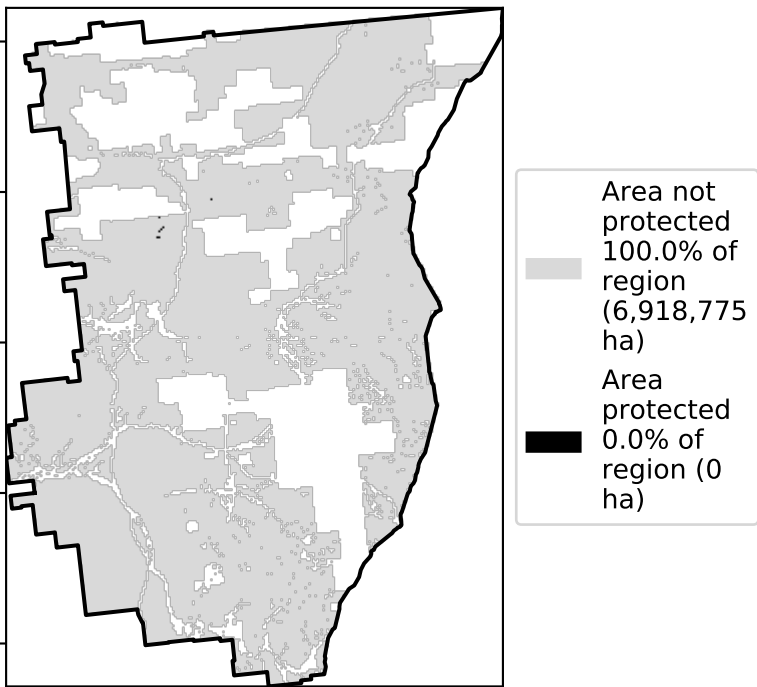 Area not
protected
100.0% of
region
(6,918,775
ha)
Area
protected
0.0% of
region (0
ha)